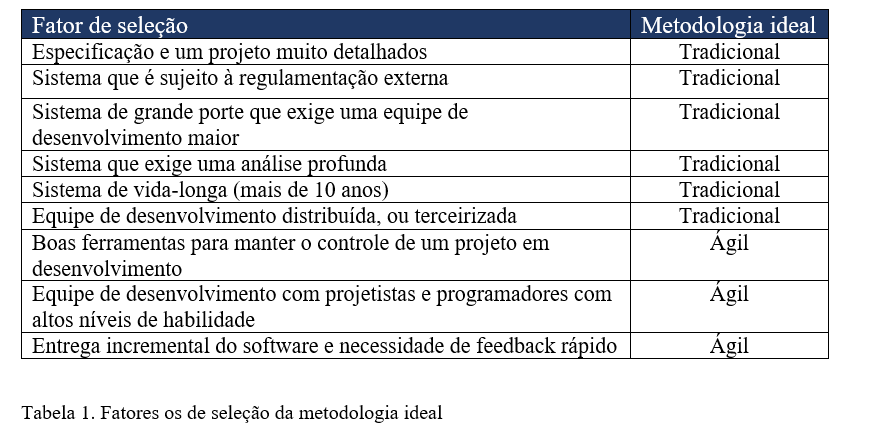 Fator de seleção Metodologia ideal
Especificação e um projeto muito detalhados Tradicional
Sistema que é sujeito à regulamentação externa Tradicional
Sistema de grande porte que exige uma equipe de Tradicional
desenvolvimento maior
Sistema que exige uma análise profunda Tradicional
Sistema de vida-longa (mais de 10 anos) Tradicional
Equipe de desenvolvimento distribuída, ou terceirizada Tradicional
Boas ferramentas para manter o controle de um projeto em Ágil
desenvolvimento
Equipe de desenvolvimento com projetistas e programadores com Ágil
altos níveis de habilidade
Entrega incremental do software e necessidade de feedback rápido Ágil
Tabela 1. Fatores os de seleção da metodologia ideal